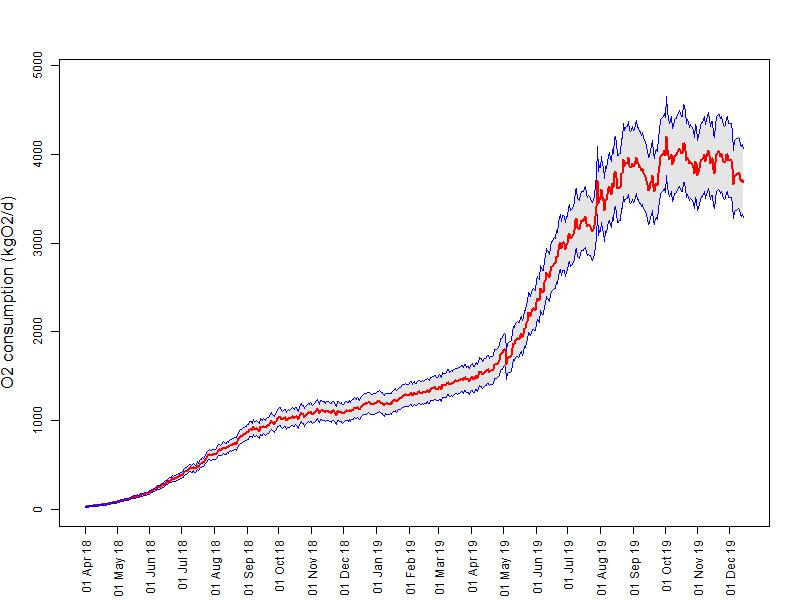 O2 consumption (kgO2/d)
5000
4000
3000
2000
1000
0
01 Apr 18
01 May 18
01 Jun 18
01 Jul 18
01 Aug 18
01 Sep 18
01 Oct 18
01 Nov 18
01 Dec 18
01 Jan 19
01 Feb 19
01 Mar 19
01 Apr 19
01 May 19
01 Jun 19
01 Jul 19
01 Aug 19
01 Sep 19
01 Oct 19
01 Nov 19
01 Dec 19